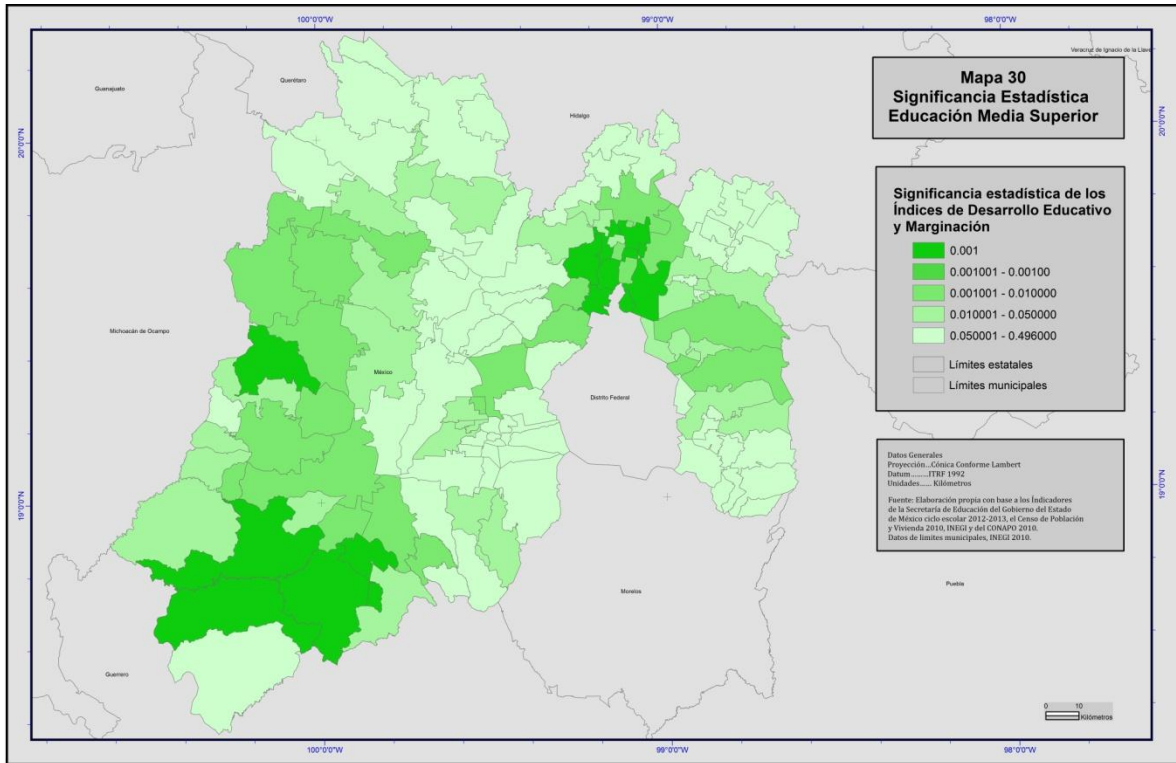 100°0'0"W
99°0'0"W
98°0'0"W
Veracruz de Ignacio de la Llave
Querétaro
Guanajuato
Hidalgo
20°0'0"N
20°0'0"N
Mapa 30
Significancia Estadística
Educación Media Superior
Significancia estadística de los
Índices de Desarrollo Educativo
y Marginación
0.001
0.001001 - 0.00100
0.001001 - 0.010000
0.010001 - 0.050000
0.050001 - 0.496000
Límites estatales
Límites municipales
Michoacán de Ocampo
México
Distrito Federal
Datos Generales
Proyección...Cónica Conforme Lambert
Datum.........ITRF 1992
Unidades...... Kilómetros
Fuente: Elaboración propia con base a los Índicadores
de la Secretaría de Educación del Gobierno del Estado
de México ciclo escolar 2012-2013, el Censo de Población
y Vivienda 2010, INEGI y del CONAPO 2010.
Datos de limites municipales, INEGI 2010.
19°0'0"N
19°0'0"N
Puebla
Morelos
Guerrero
0 10
Kilómetros
100°0'0"W
99°0'0"W
98°0'0"W